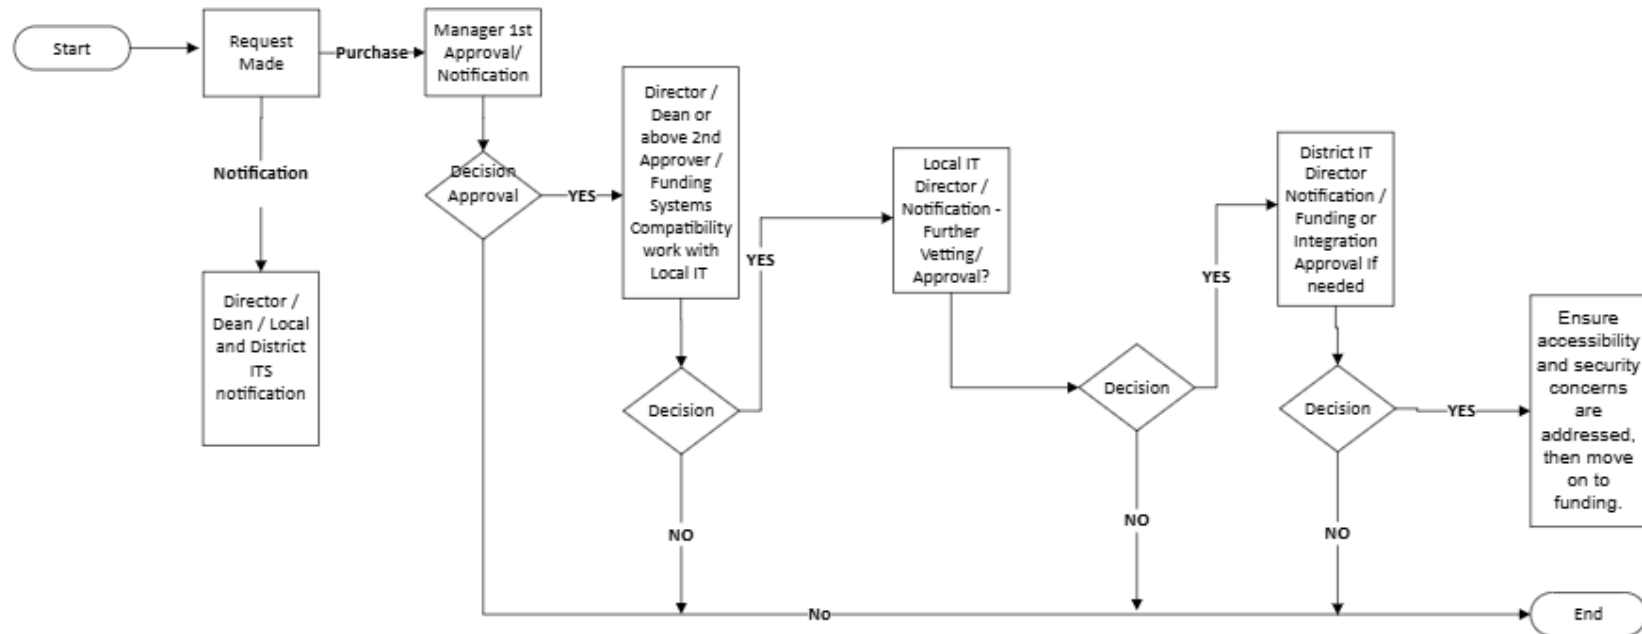 Start
Request
Made
Purchase
Manager 1st
Approval/
Notification
Notification
Director /
Dean / Local
and District
ITS
notification
Decision
Approval
YES
Director /
Dean or
above 2nd
Approver /
Funding
Systems
Compatibility
work with
Local IT
Decision
YES
NO
Local IT
Director /
Notification -
Further
Vetting/
Approval?
Decision
YES
NO
District IT
Director
Notification /
Funding or
Integration
Approval If
needed
Decision
YES
NO
Ensure
accessibility
and security
concerns
are
addressed,
then move
on to
funding.
No
End